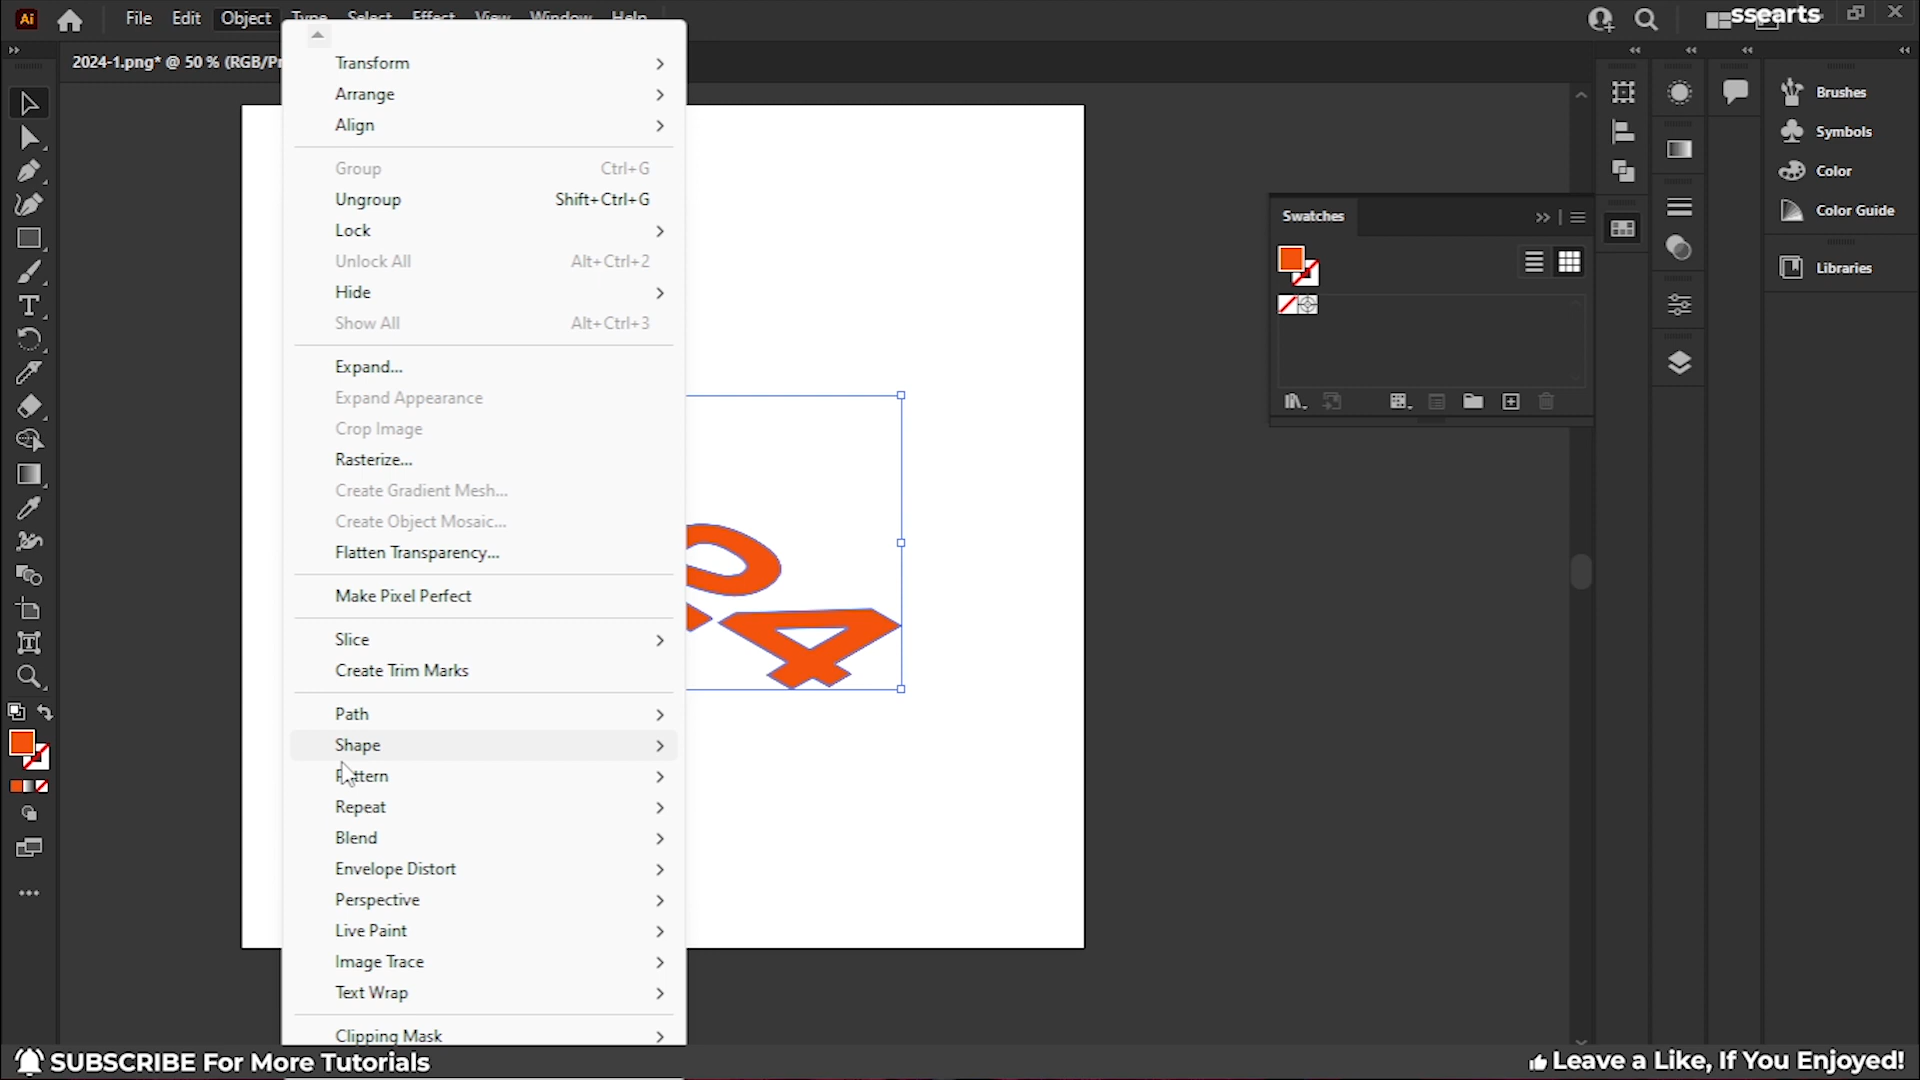 Ai File Edit Object Type Select Effect View Window Help
ssearts
2024-1.png* @ 50 % (RGB/Pr
Transform
Arrange
Align
Group Ctrl+G
Ungroup Shift+Ctrl+G
Lock
Unlock All Alt+Ctrl+2
Hide
Show All Alt+Ctrl+3
Expand...
Expand Appearance
Crop Image
Rasterize...
Create Gradient Mesh...
Create Object Mosaic...
Flatten Transparency...
Make Pixel Perfect
Slice
Create Trim Marks
Path
Shape
Pattern
Repeat
Blend
Envelope Distort
Perspective
Live Paint
Image Trace
Text Wrap
Clipping Mask
0
4
Swatches
Brushes
Symbols
Color
Color Guide
Libraries
SUBSCRIBE For More Tutorials
Leave a Like, If You Enjoyed!